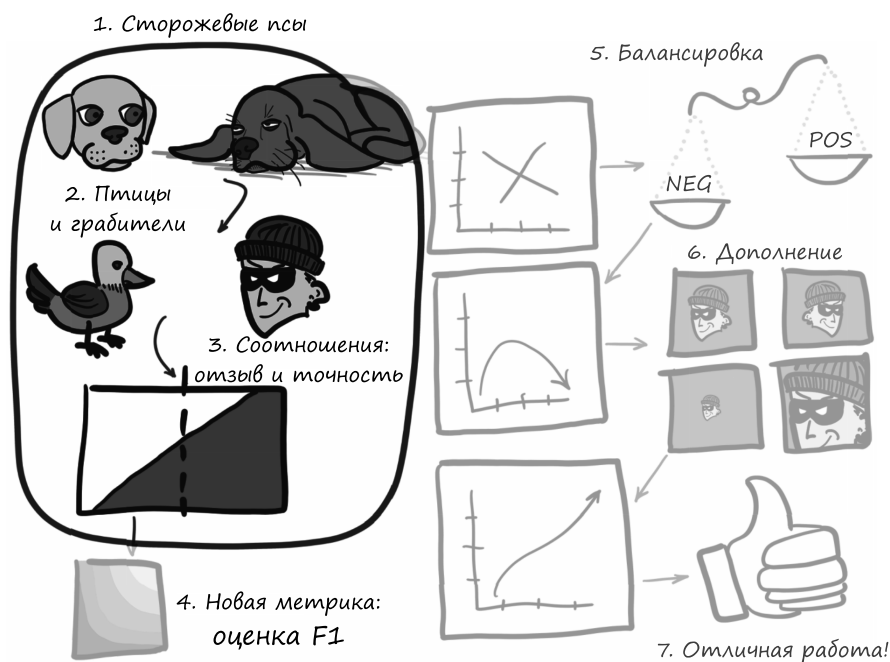 1. Сторожевые псы
2. Птицы
и грабители
3. Соотношения:
отзыв и точность
4. Новая метрика:
оценка F1
5. Балансировка
NEG
POS
6. Дополнение
7. Отличная работа!